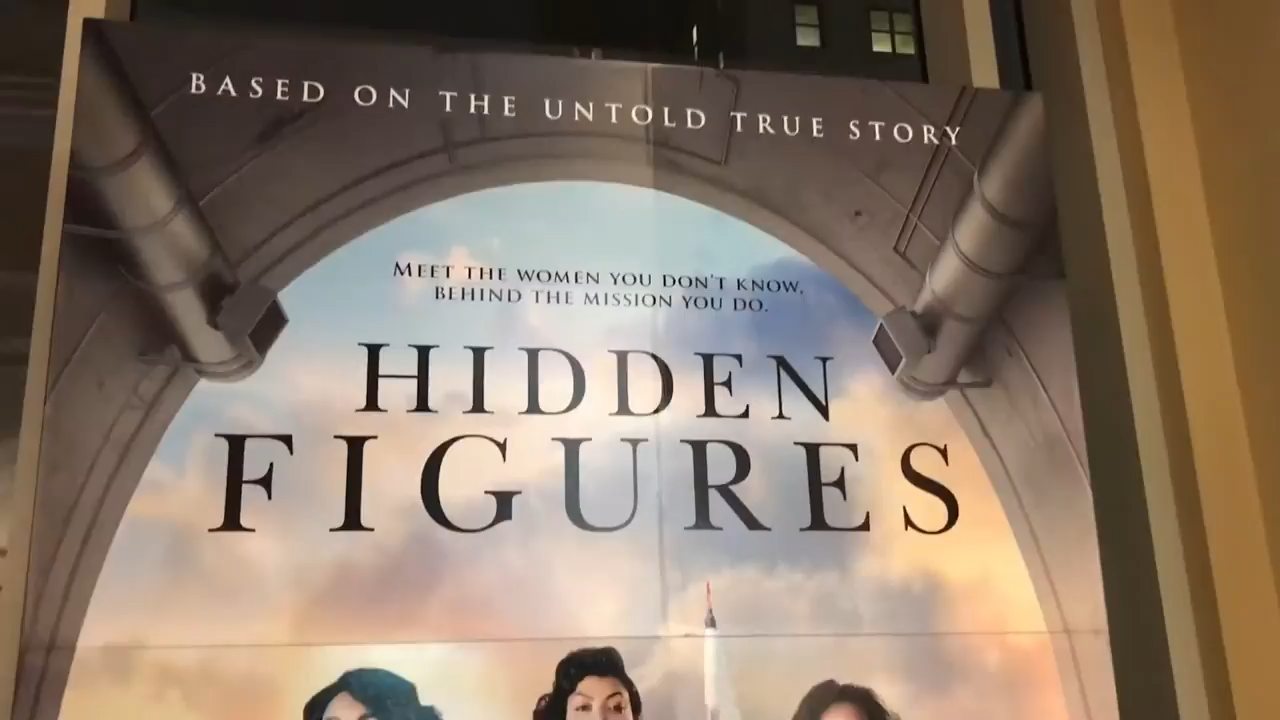 BASED ON THE UNTOLD TRUE STORY
MEET THE WOMEN YOU DON'T KNOW,
BEHIND THE MISSION YOU DO.
HIDDEN
FIGURES